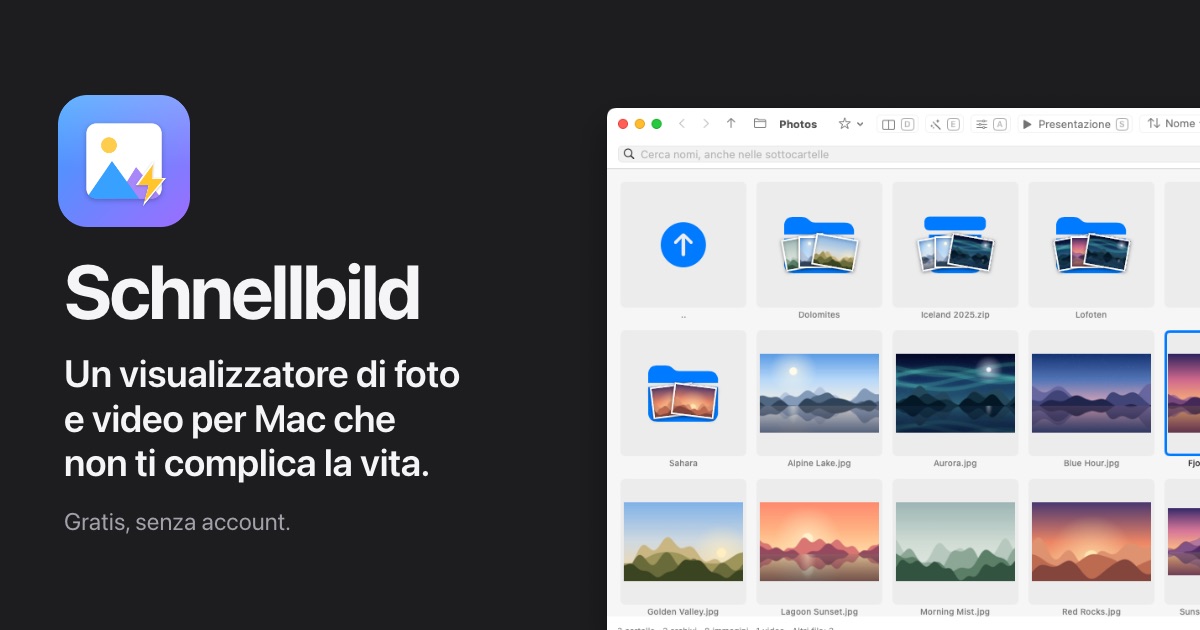 Schnellbild
Un visualizzatore di foto
e video per Mac che
non ti complica la vita.
Gratis, senza account.
Photos
D
E
A
Presentazione S
Nome
Cerca nomi, anche nelle sottocartelle
..
Dolomites
Iceland 2025.zip
Lofoten
Sahara
Alpine Lake.jpg
Aurora.jpg
Blue Hour.jpg
Fjo
Golden Valley.jpg
Lagoon Sunset.jpg
Morning Mist.jpg
Red Rocks.jpg
Suns